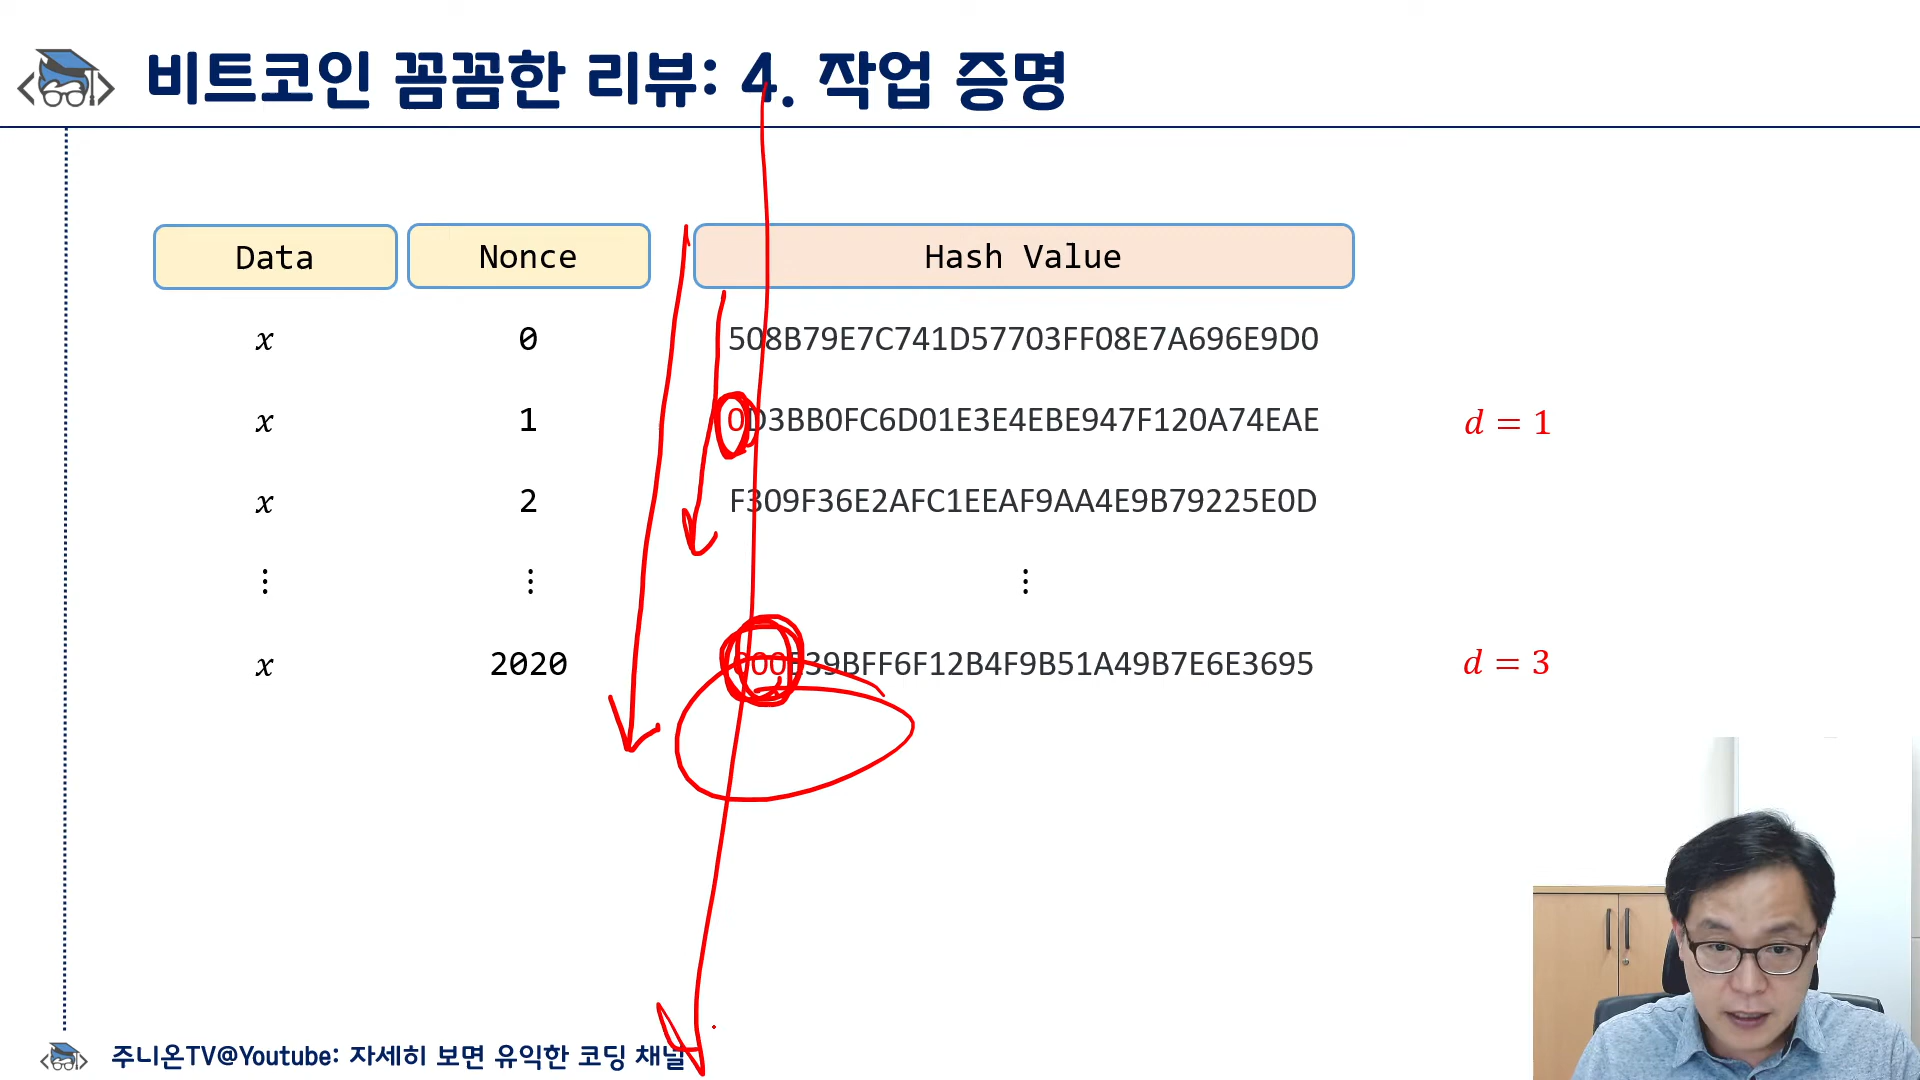 비트코인 꼼꼼한 리뷰: 4. 작업 증명
Data Nonce Hash Value
x 0 508B79E7C741D57703FF08E7A696E9D0
x 1 0D3BB0FC6D01E3E4EBE947F120A74EAE d = 1
x 2 F309F36E2AFC1EEAF9AA4E9B79225E0D
⋮ ⋮ ⋮
x 2020 000E39BFF6F12B4F9B51A49B7E6E3695 d = 3
주니온TV@Youtube: 자세히 보면 유익한 코딩 채널